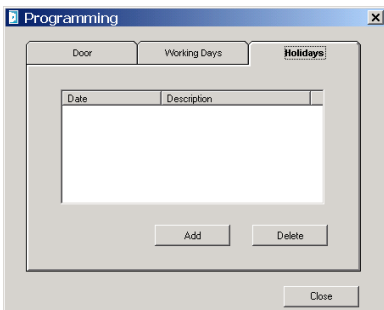 Programming
Door Working Days Holidays
Date Description
Add Delete
Close